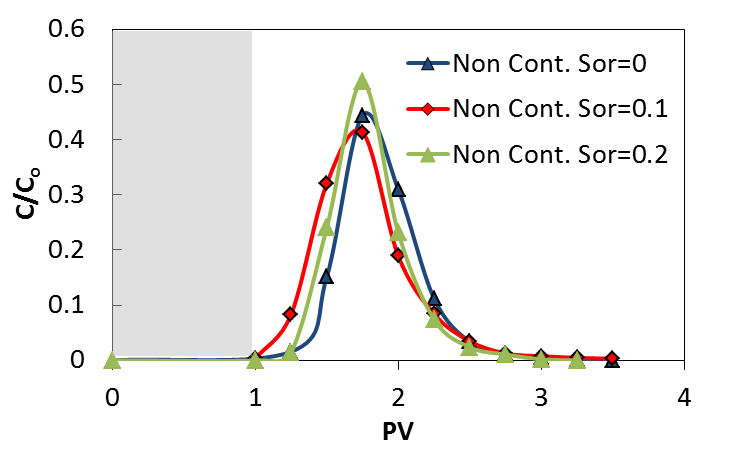 0.6
0.5
0.4
0.3
0.2
0.1
0
C/Co
Non Cont. Sor=0
Non Cont. Sor=0.1
Non Cont. Sor=0.2
0 1 2 3 4
PV